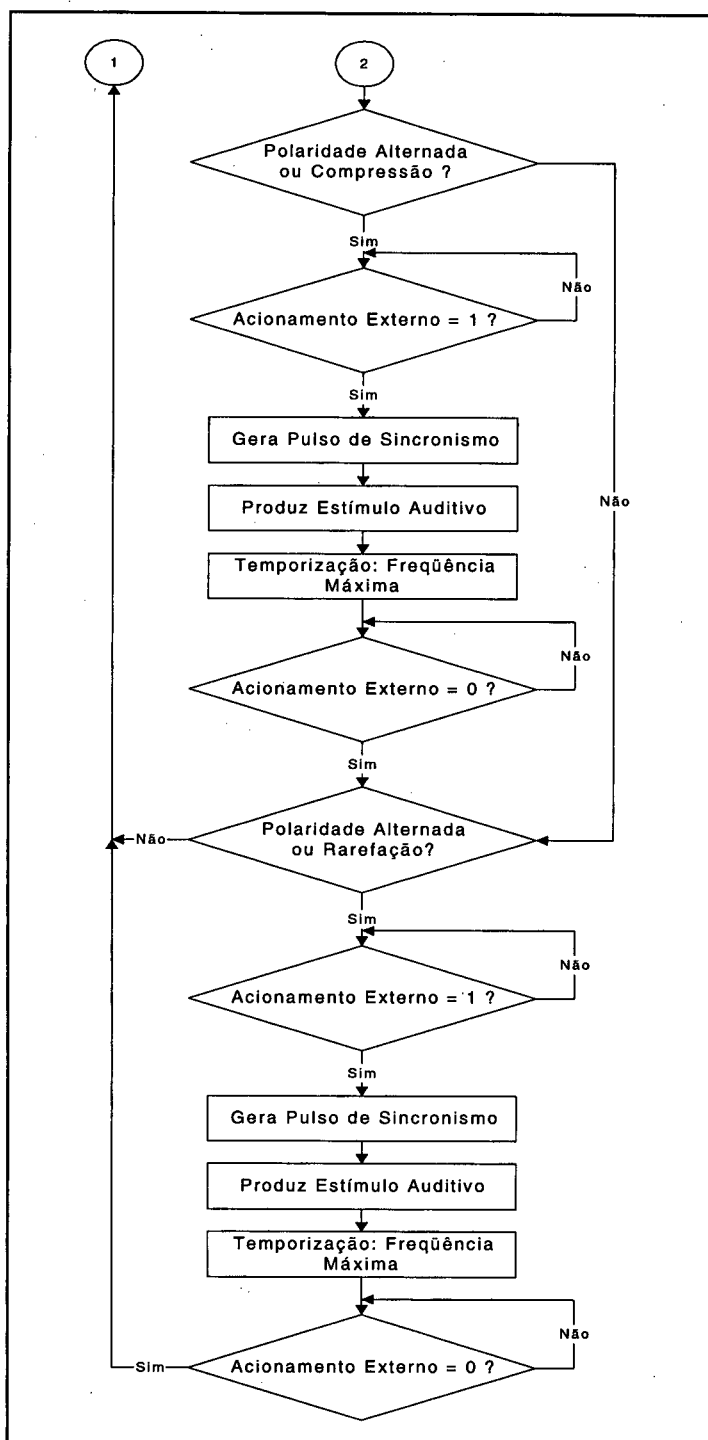 1
2
Polaridade Alternada
ou Compressão ?
Sim
Não
Acionamento Externo = 1 ?
Sim
Gera Pulso de Sincronismo
Não
Produz Estímulo Auditivo
Temporização: Freqüência
Máxima
Não
Acionamento Externo = 0 ?
Sim
Polaridade Alternada
ou Rarefação?
Não
Sim
Não
Acionamento Externo = 1 ?
Sim
Gera Pulso de Sincronismo
Produz Estímulo Auditivo
Temporização: Freqüência
Máxima
Não
Acionamento Externo = 0 ?
Sim